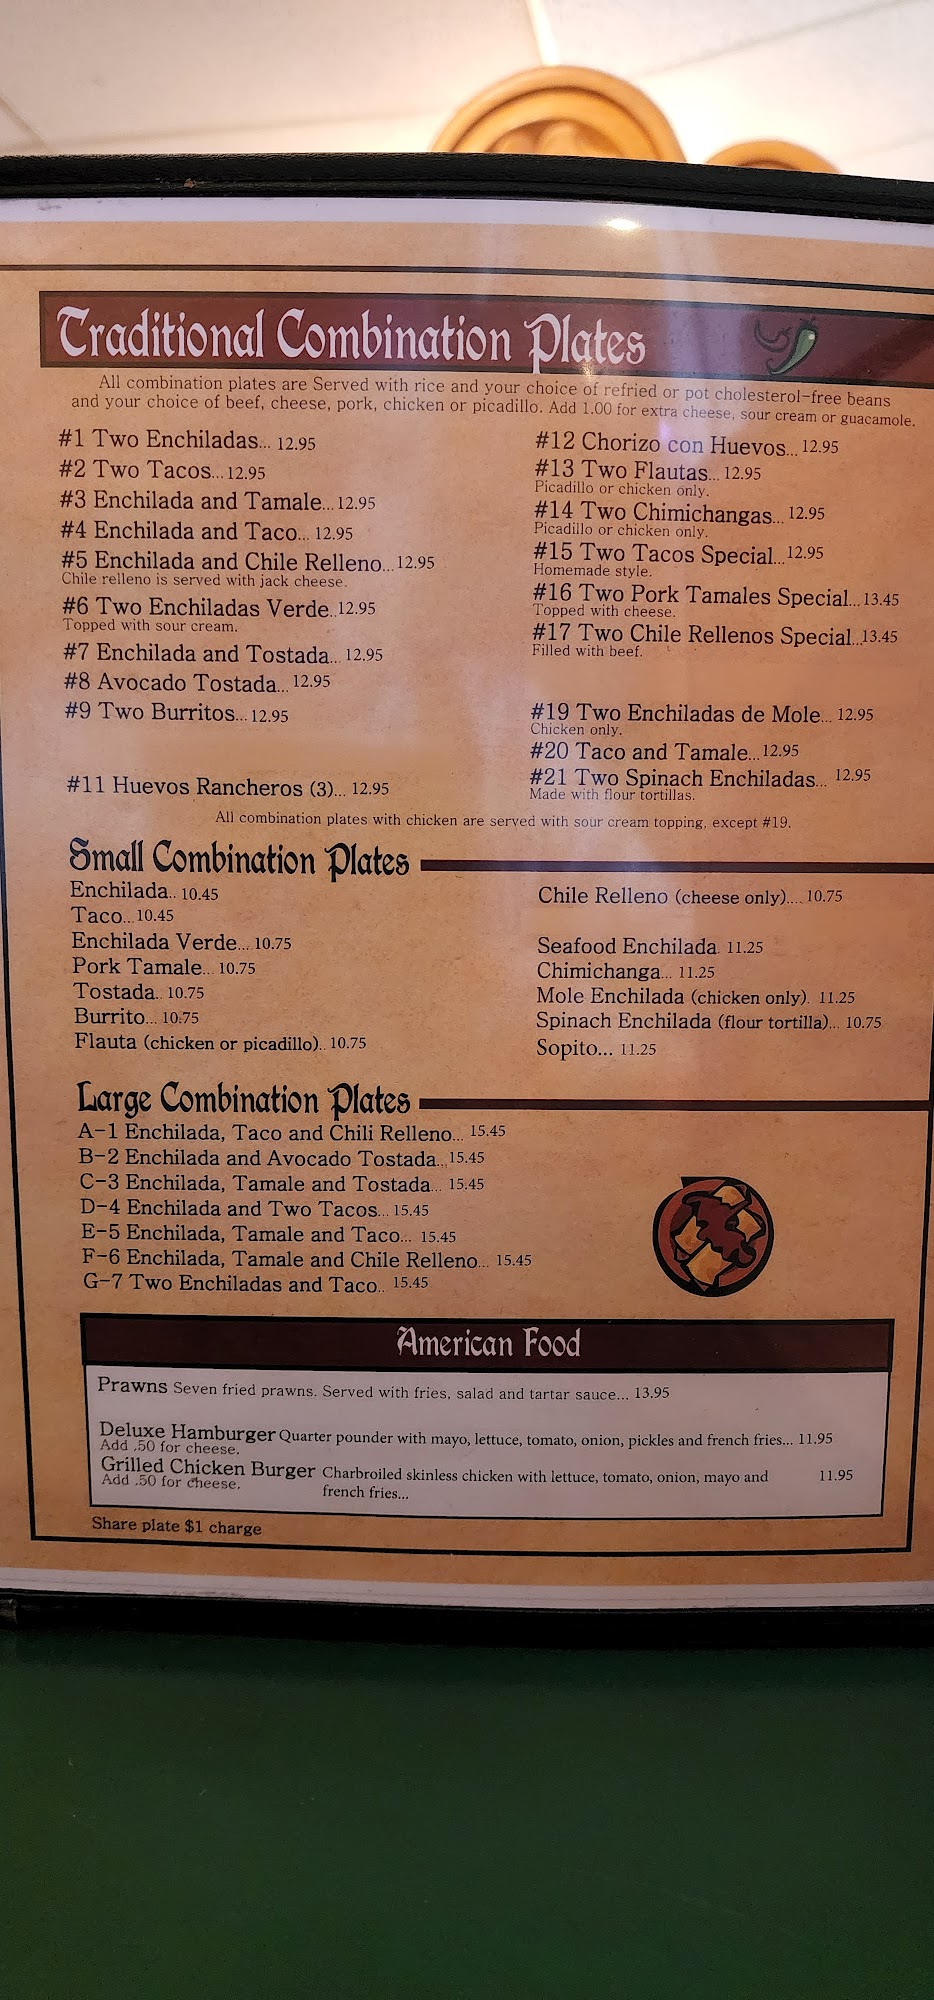 Traditional Combination Plates
All combination plates are Served with rice and your choice of refried or pot cholesterol-free beans
and your choice of beef, cheese, pork, chicken or picadillo. Add 1.00 for extra cheese, sour cream or guacamole.
#1 Two Enchiladas... 12.95
#2 Two Tacos... 12.95
#3 Enchilada and Tamale... 12.95
#4 Enchilada and Taco... 12.95
#5 Enchilada and Chile Relleno... 12.95
Chile relleno is served with jack cheese.
#6 Two Enchiladas Verde.. 12.95
Topped with sour cream.
#7 Enchilada and Tostada... 12.95
#8 Avocado Tostada... 12.95
#9 Two Burritos... 12.95
#11 Huevos Rancheros (3)... 12.95
#12 Chorizo con Huevos... 12.95
#13 Two Flautas... 12.95
Picadillo or chicken only.
#14 Two Chimichangas... 12.95
Picadillo or chicken only.
#15 Two Tacos Special... 12.95
Homemade style.
#16 Two Pork Tamales Special... 13.45
Topped with cheese.
#17 Two Chile Rellenos Special...13.45
Filled with beef.
#19 Two Enchiladas de Mole... 12.95
Chicken only.
#20 Taco and Tamale... 12.95
#21 Two Spinach Enchiladas... 12.95
Made with flour tortillas.
All combination plates with chicken are served with sour cream topping, except #19.
Small Combination Plates
Enchilada.. 10.45
Taco... 10.45
Enchilada Verde... 10.75
Pork Tamale... 10.75
Tostada.. 10.75
Burrito... 10.75
Flauta (chicken or picadillo).. 10.75
Chile Relleno (cheese only).... 10.75
Seafood Enchilada. 11.25
Chimichanga... 11.25
Mole Enchilada (chicken only). 11.25
Spinach Enchilada (flour tortilla)... 10.75
Sopito... 11.25
Large Combination Plates
A-1 Enchilada, Taco and Chili Relleno... 15.45
B-2 Enchilada and Avocado Tostada... 15.45
C-3 Enchilada, Tamale and Tostada... 15.45
D-4 Enchilada and Two Tacos... 15.45
E-5 Enchilada, Tamale and Taco... 15.45
F-6 Enchilada, Tamale and Chile Relleno... 15.45
G-7 Two Enchiladas and Taco.. 15.45
American Food
Prawns Seven fried prawns. Served with fries, salad and tartar sauce... 13.95
Deluxe Hamburger Quarter pounder with mayo, lettuce, tomato, onion, pickles and french fries... 11.95
Add .50 for cheese.
Grilled Chicken Burger Charbroiled skinless chicken with lettuce, tomato, onion, mayo and 11.95
Add .50 for cheese. french fries...
Share plate $1 charge